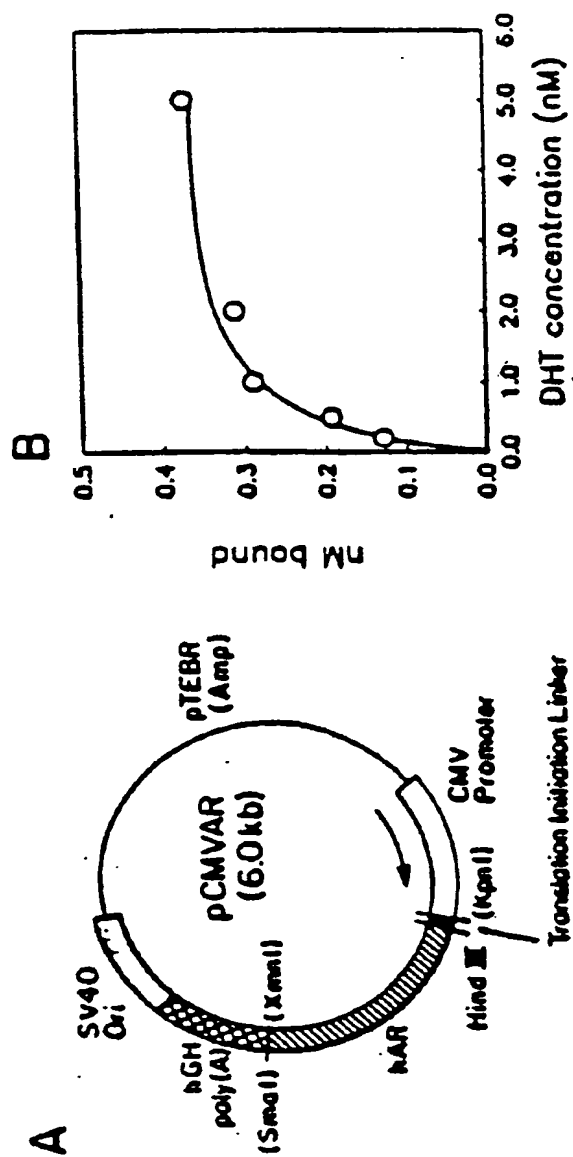 A
SV40
Ori
hGH
poly(A)
(SmaI)
(XmnI)
pCMVAR
(6.0kb)
pTEBR
(Amp)
hAR
Hind III
(KpnI)
CMV
Promoter
Translation Initiation Linker
B
nM bound
0.5
0.4
0.3
0.2
0.1
0.0
0.0
1.0
2.0
3.0
4.0
5.0
6.0
DHT concentration (nM)